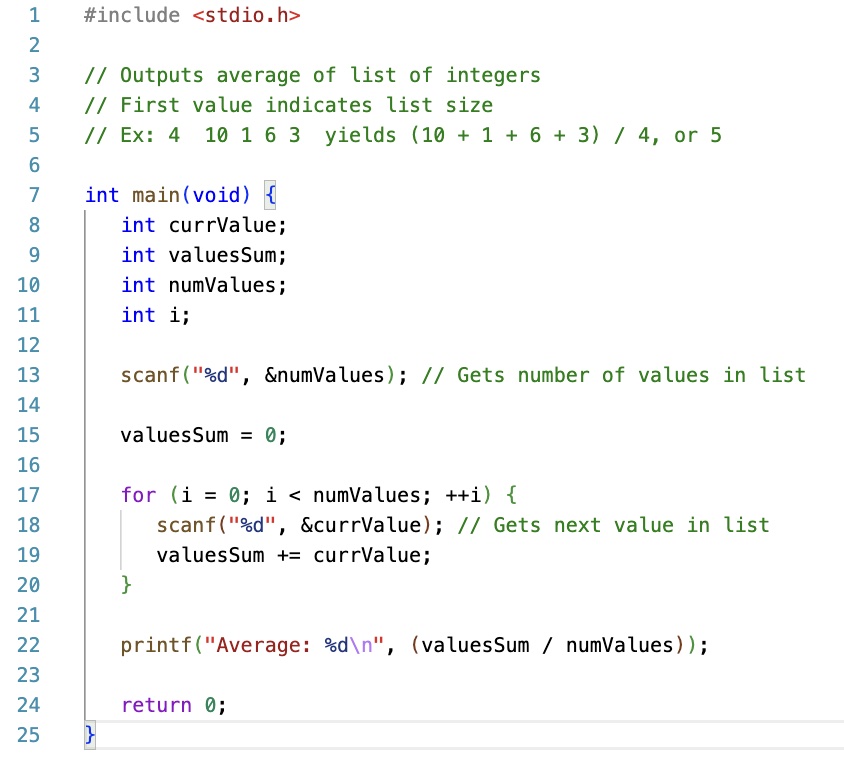 1 #include <stdio.h>
2
3 // Outputs average of list of integers
4 // First value indicates list size
5 // Ex: 4  10 1 6 3  yields (10 + 1 + 6 + 3) / 4, or 5
6
7 int main(void) {
8    int currValue;
9    int valuesSum;
10    int numValues;
11    int i;
12
13    scanf("%d", &numValues); // Gets number of values in list
14
15    valuesSum = 0;
16
17    for (i = 0; i < numValues; ++i) {
18       scanf("%d", &currValue); // Gets next value in list
19       valuesSum += currValue;
20    }
21
22    printf("Average: %d\n", (valuesSum / numValues));
23
24    return 0;
25 }